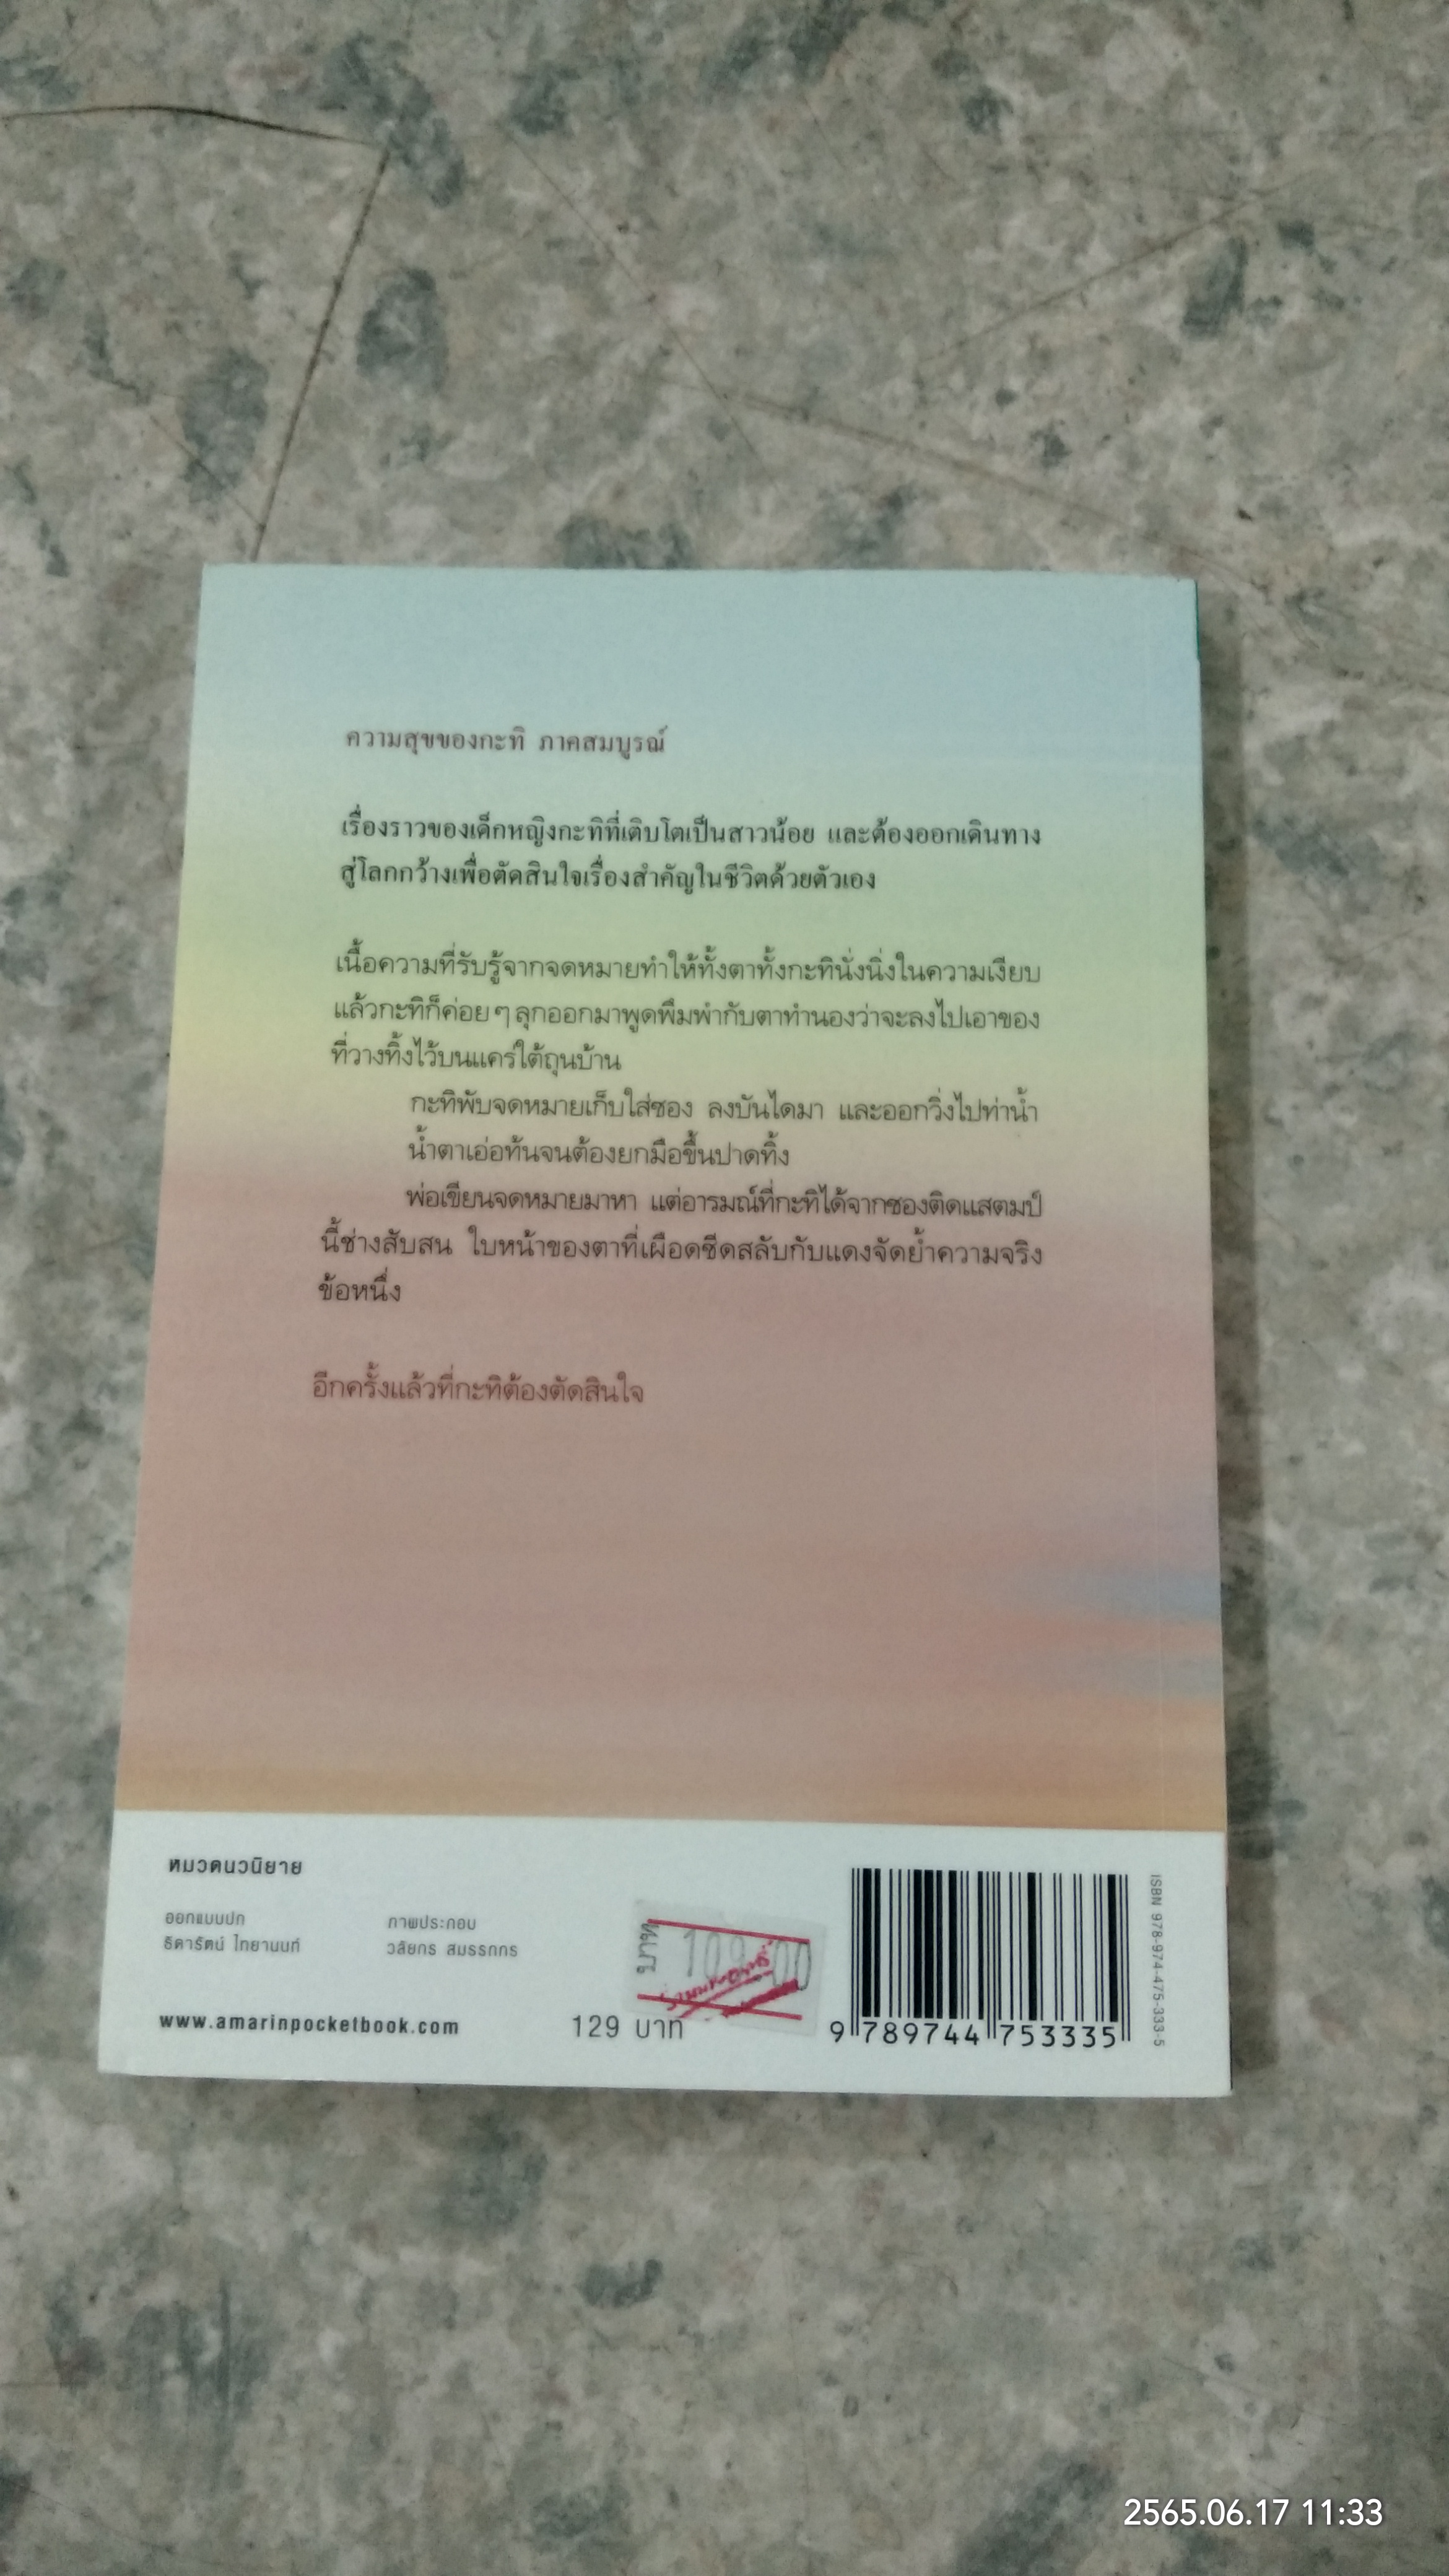 ความสุขของกะทิ ภาคสมบูรณ์
เรื่องราวของเด็กหญิงกะทิที่เติบโตเป็นสาวน้อย และต้องออกเดินทาง
สู่โลกกว้างเพื่อตัดสินใจเรื่องสำคัญในชีวิตด้วยตัวเอง
เนื้อความที่รับรู้จากจดหมายทำให้ทั้งตาทั้งกะทินั่งนิ่งในความเงียบ
แล้วกะทิก็ค่อยๆ ลุกออกมาพูดพึมพำกับตาทำนองว่าจะลงไปเอาของ
ที่วางทิ้งไว้บนแคร่ใต้ถุนบ้าน
กะทิพับจดหมายเก็บใส่ซอง ลงบันไดมา และออกวิ่งไปท่าน้ำ
น้ำตาเอ่อท้นจนต้องยกมือขึ้นปาดทิ้ง
พ่อเขียนจดหมายมาหา แต่อารมณ์ที่กะทิได้จากซองติดแสตมป์
นี้ช่างสับสน ใบหน้าของตาที่เผือดซีดสลับกับแดงจัดย้ำความจริง
ข้อหนึ่ง
อีกครั้งแล้วที่กะทิต้องตัดสินใจ
หมวดนวนิยาย
ออกแบบปก
ธิดารัตน์ ไทยานนท์
ภาพประกอบ
วลัยกร สมรรถกร
www.amarinpocketbook.com
129 บาท
บาท
9 789744 753335
ISBN 978-974-475-333-5
2565.06.17 11:33